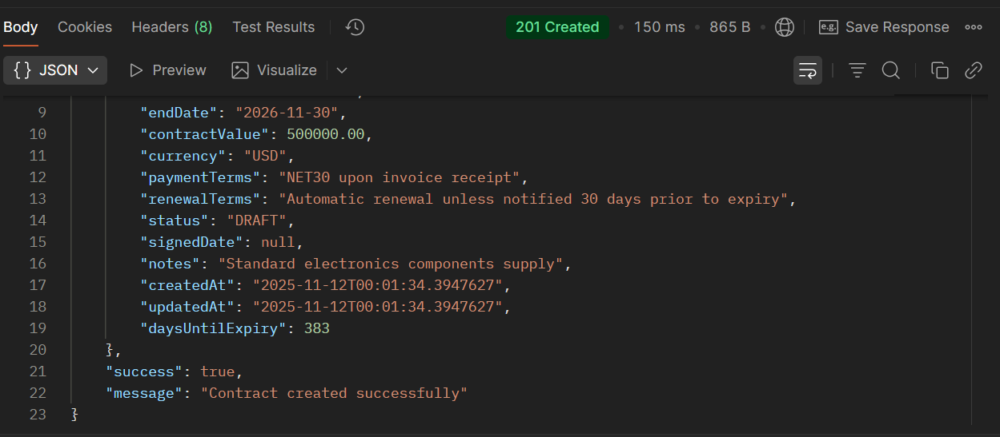 Body Cookies Headers (8) Test Results 201 Created • 150 ms • 865 B • e.g. Save Response
{} JSON Preview Visualize
9 "endDate": "2026-11-30",
10 "contractValue": 500000.00,
11 "currency": "USD",
12 "paymentTerms": "NET30 upon invoice receipt",
13 "renewalTerms": "Automatic renewal unless notified 30 days prior to expiry",
14 "status": "DRAFT",
15 "signedDate": null,
16 "notes": "Standard electronics components supply",
17 "createdAt": "2025-11-12T00:01:34.3947627",
18 "updatedAt": "2025-11-12T00:01:34.3947627",
19 "daysUntilExpiry": 383
20 },
21 "success": true,
22 "message": "Contract created successfully"
23 }